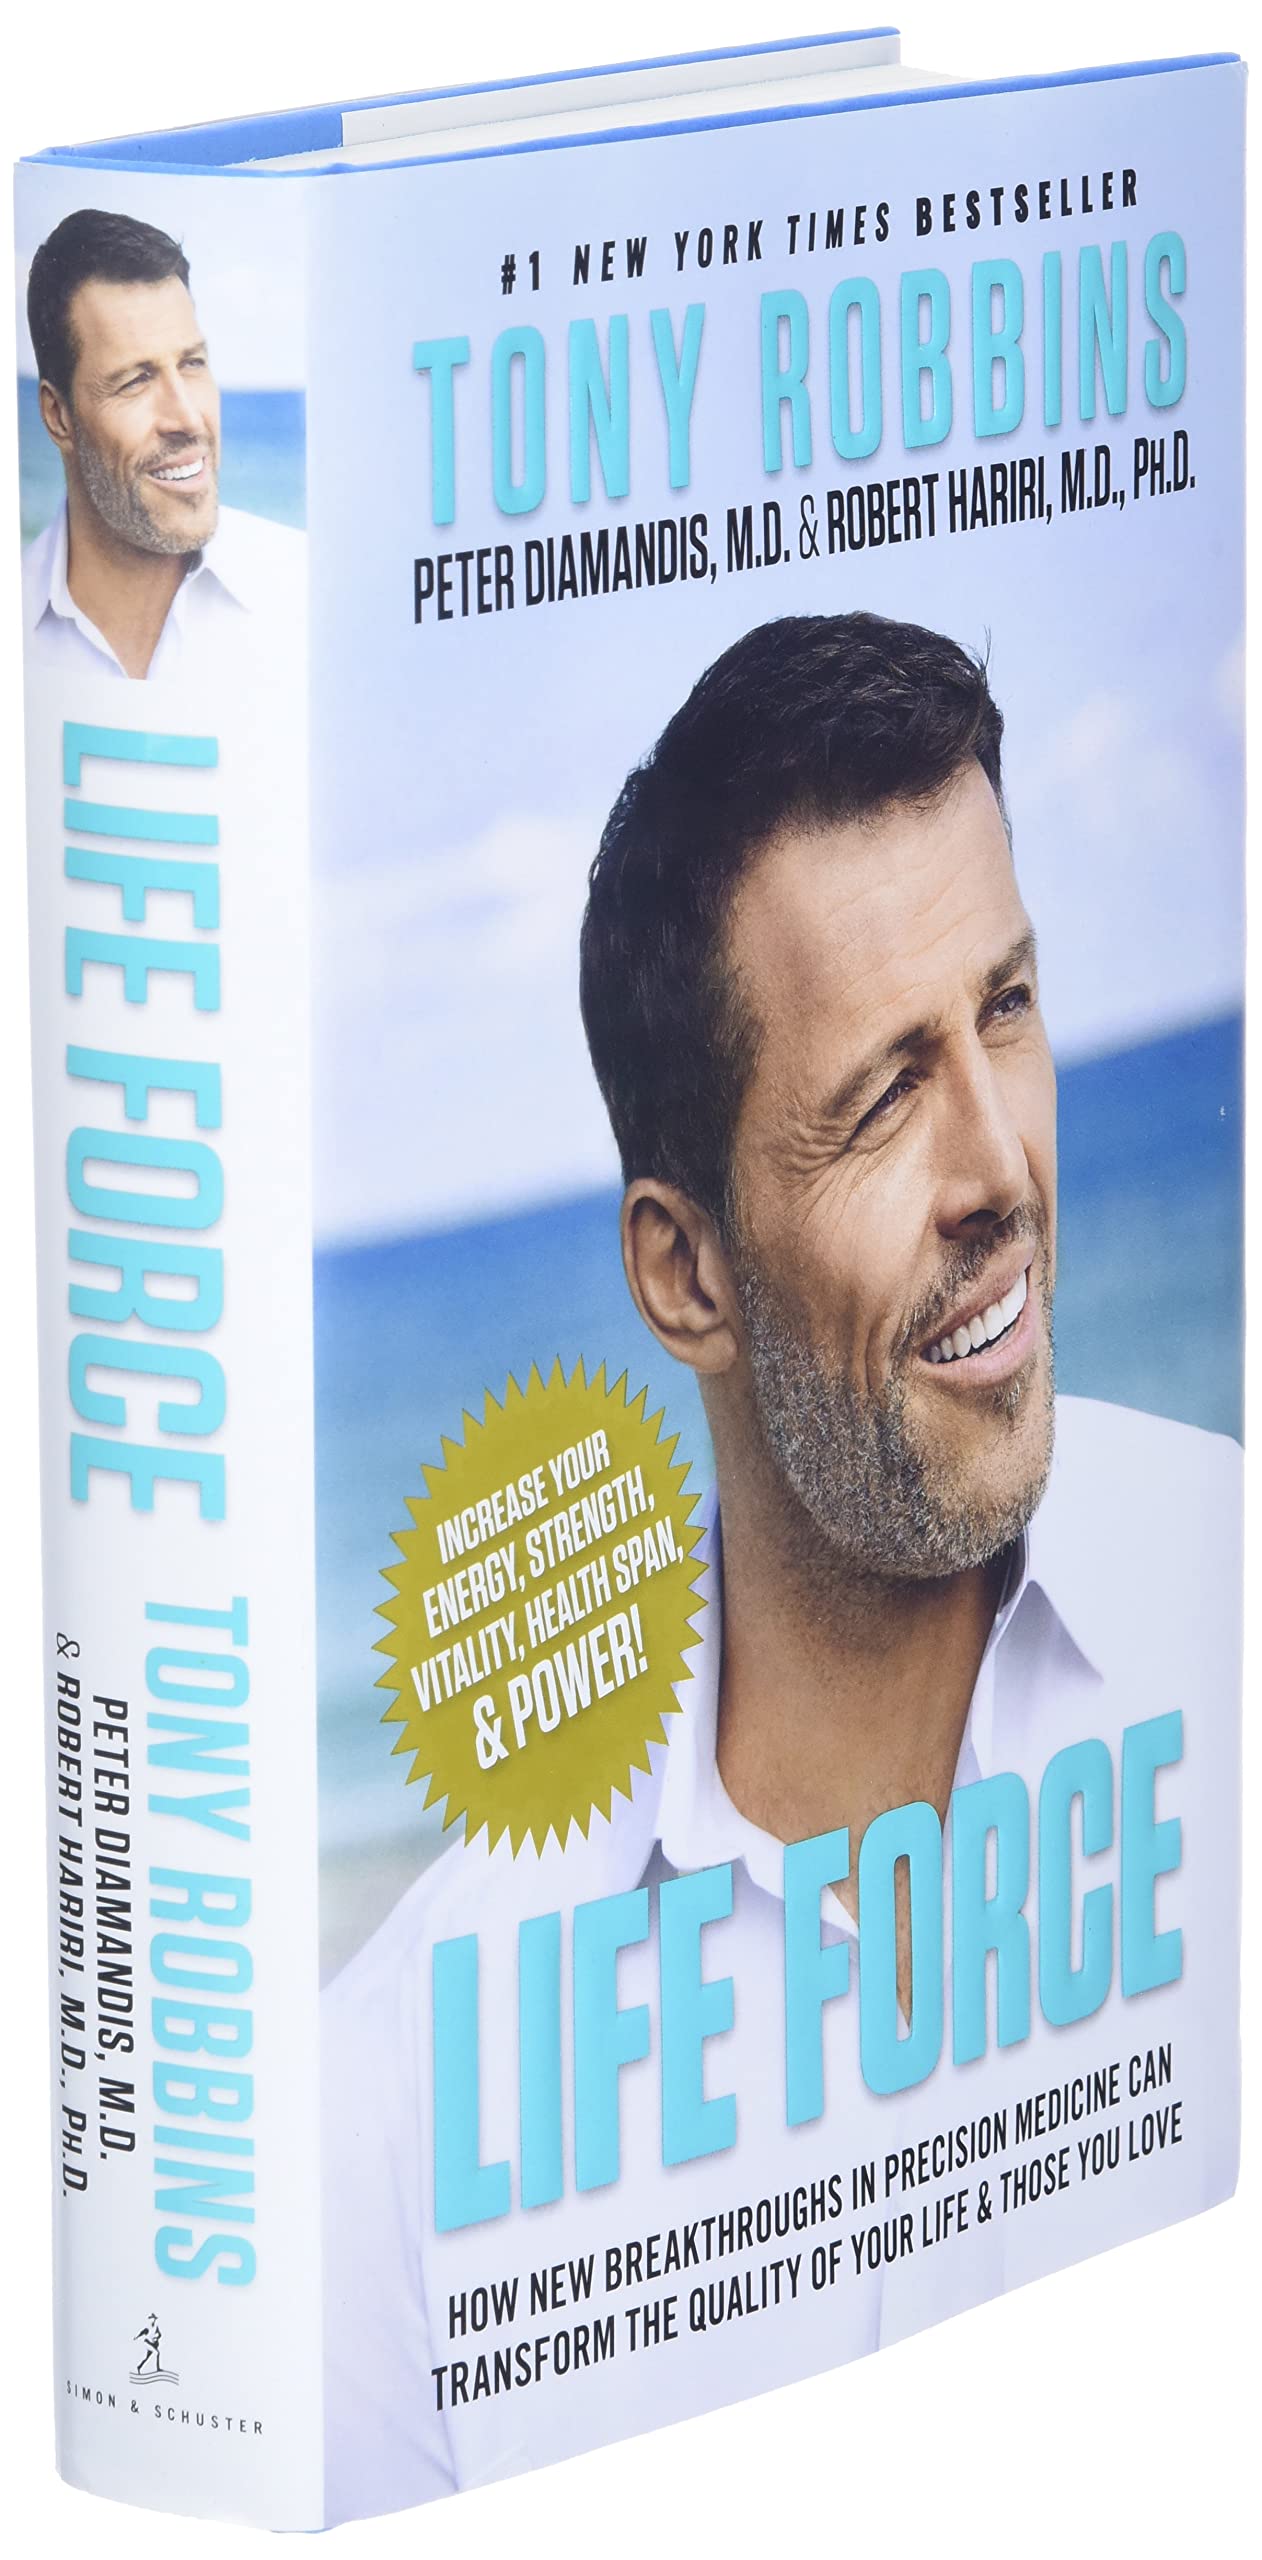 #1 NEW YORK TIMES BESTSELLER
TONY ROBBINS
PETER DIAMANDIS, M.D. & ROBERT HARIRI, M.D., PH.D.
INCREASE YOUR
ENERGY, STRENGTH,
VITALITY, HEALTH SPAN,
& POWER!
LIFE FORCE
HOW NEW BREAKTHROUGHS IN PRECISION MEDICINE CAN
TRANSFORM THE QUALITY OF YOUR LIFE & THOSE YOU LOVE
LIFE FORCE
TONY ROBBINS
PETER DIAMANDIS, M.D.
& ROBERT HARIRI, M.D., PH.D.
SIMON & SCHUSTER